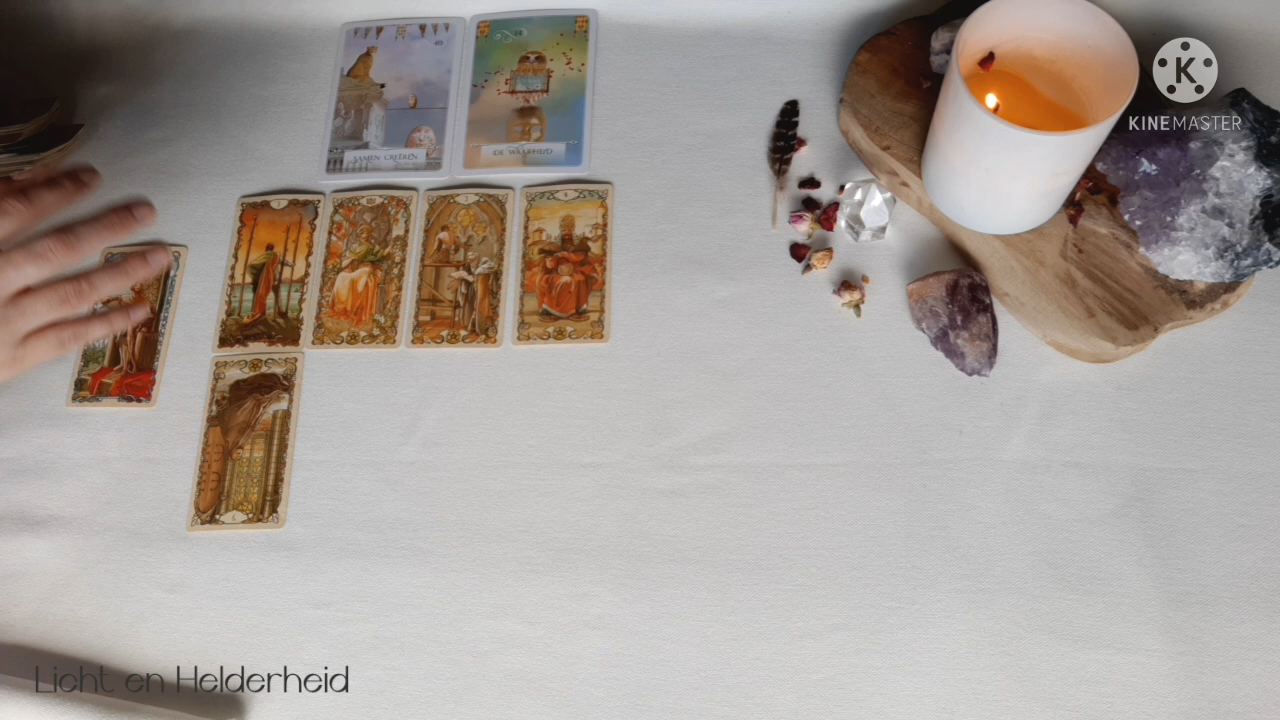 SAMEN CREËREN
DE WAARHEID
K
KINEMASTER
Licht en Helderheid